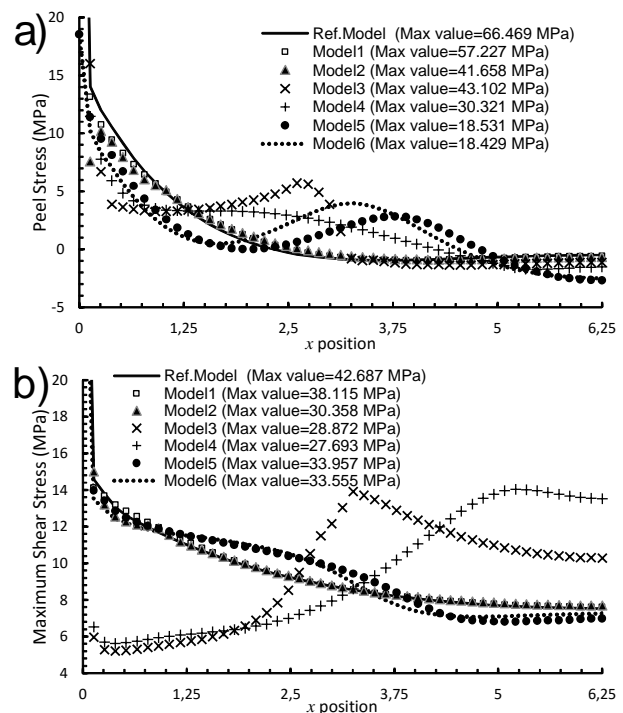 a)
20
15
10
5
0
-5
Peel Stress (MPa)
Ref.Model (Max value=66.469 MPa)
Model1 (Max value=57.227 MPa)
Model2 (Max value=41.658 MPa)
Model3 (Max value=43.102 MPa)
Model4 (Max value=30.321 MPa)
Model5 (Max value=18.531 MPa)
Model6 (Max value=18.429 MPa)
0 1,25 2,5 3,75 5 6,25
x position
b)
20
18
16
14
12
10
8
6
4
Maximum Shear Stress (MPa)
Ref.Model (Max value=42.687 MPa)
Model1 (Max value=38.115 MPa)
Model2 (Max value=30.358 MPa)
Model3 (Max value=28.872 MPa)
Model4 (Max value=27.693 MPa)
Model5 (Max value=33.957 MPa)
Model6 (Max value=33.555 MPa)
0 1,25 2,5 3,75 5 6,25
x position